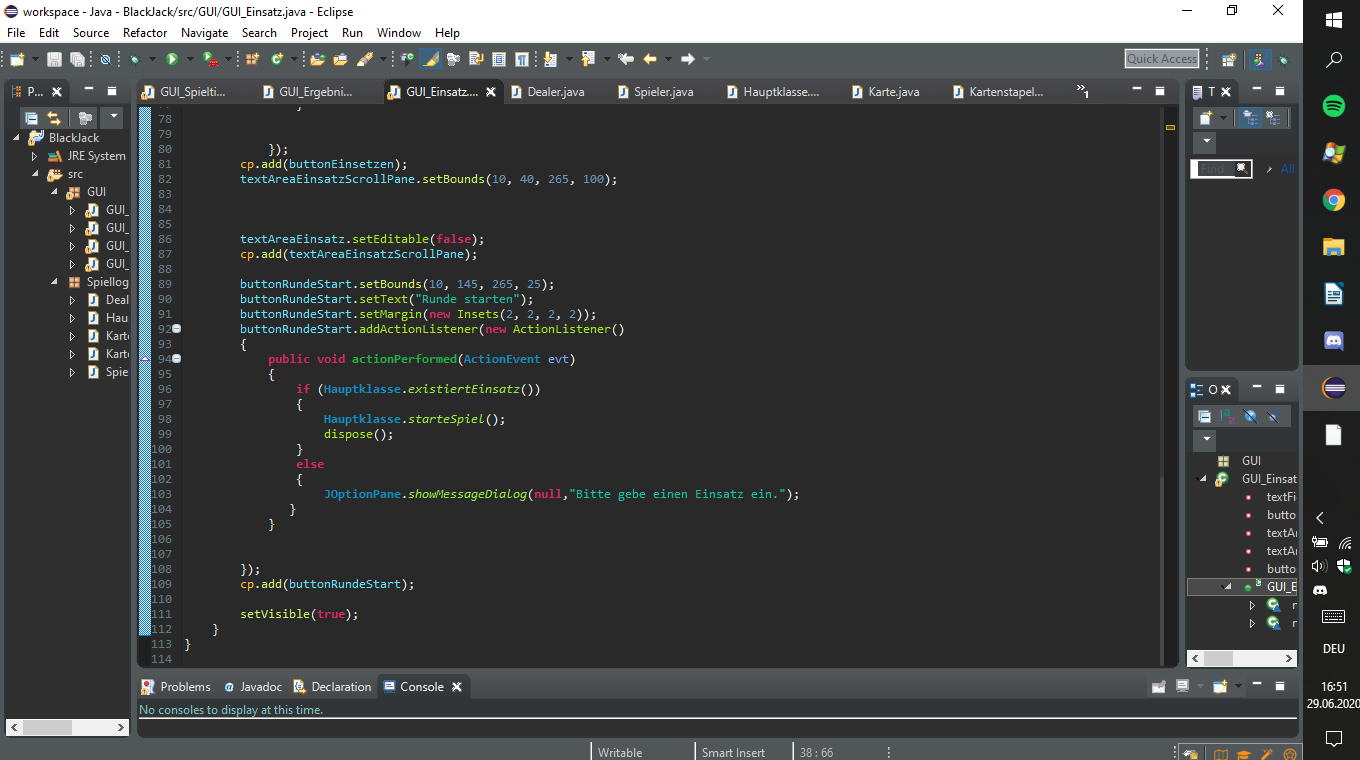 workspace - Java - BlackJack/src/GUI/GUI_Einsatz.java - Eclipse
File Edit Source Refactor Navigate Search Project Run Window Help
Quick Access
P...
GUI_Spielti...
GUI_Ergebni...
GUI_Einsatz....
Dealer.java
Spieler.java
Hauptklasse....
Karte.java
Kartenstapel...
»1
T
BlackJack
JRE System
src
GUI
GUI_
GUI_
GUI_
GUI_
Spiellog
Deal
Hau
Kart
Kart
Spie
78
79
80 });
81 cp.add(buttonEinsetzen);
82 textAreaEinsatzScrollPane.setBounds(10, 40, 265, 100);
83
84
85
86 textAreaEinsatz.setEditable(false);
87 cp.add(textAreaEinsatzScrollPane);
88
89 buttonRundeStart.setBounds(10, 145, 265, 25);
90 buttonRundeStart.setText("Runde starten");
91 buttonRundeStart.setMargin(new Insets(2, 2, 2, 2));
92 buttonRundeStart.addActionListener(new ActionListener()
93 {
94 public void actionPerformed(ActionEvent evt)
95 {
96 if (Hauptklasse.existiertEinsatz())
97 {
98 Hauptklasse.starteSpiel();
99 dispose();
100 }
101 else
102 {
103 JOptionPane.showMessageDialog(null,"Bitte gebe einen Einsatz ein.");
104 }
105 }
106
107
108 });
109 cp.add(buttonRundeStart);
110
111 setVisible(true);
112 }
113 }
114
Find
All
O
GUI
GUI_Einsat
textFi
butto
textAr
textAr
butto
GUI_E
Problems
@ Javadoc
Declaration
Console
No consoles to display at this time.
Writable
Smart Insert
38 : 66
DEU
16:51
29.06.2020